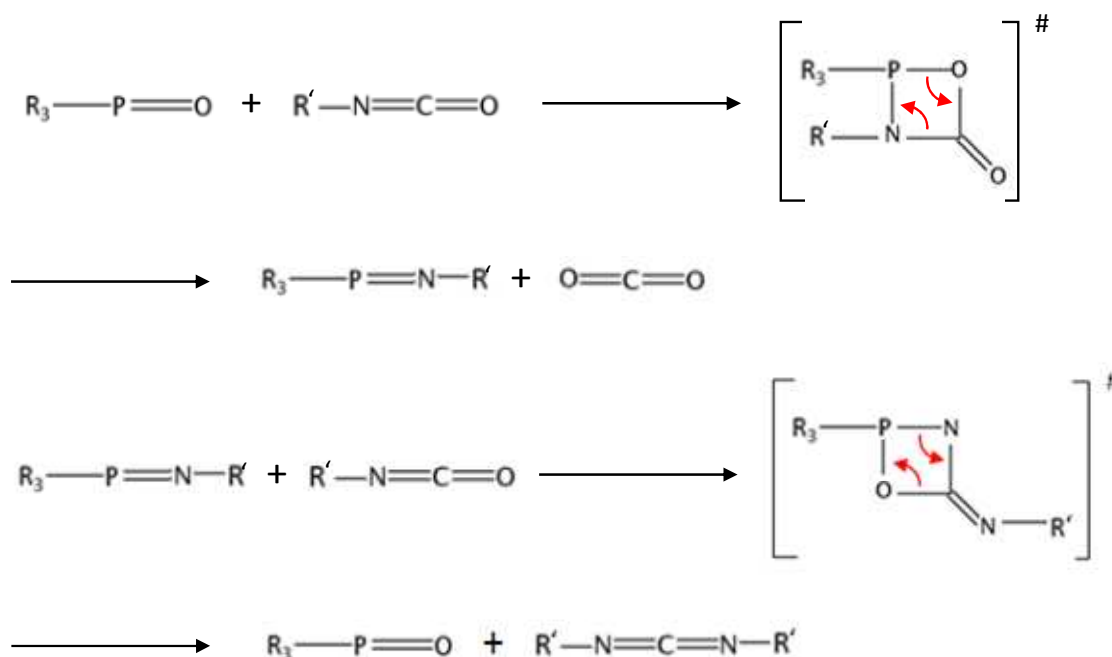 R₃—P=O + R′—N=C=O [ R₃—P—O R′—N =O ] #
R₃—P=N—R′ + O=C=O
R₃—P=N—R′ + R′—N=C=O [ R₃—P—N O =N—R′ ] #
R₃—P=O + R′—N=C=N—R′